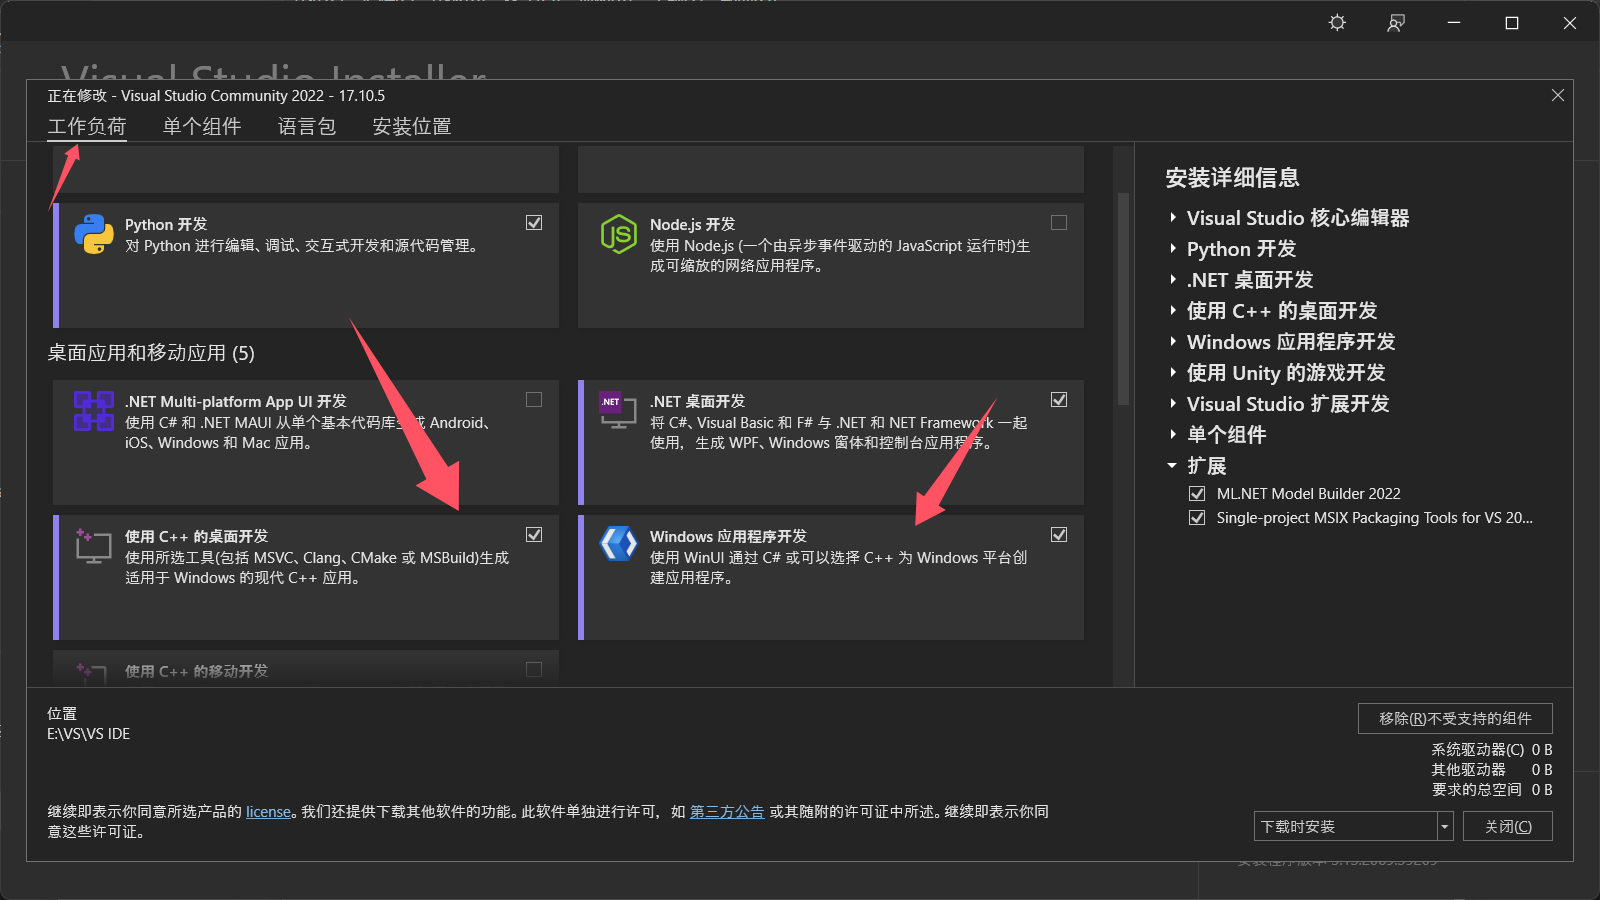 Visual Studio Installer
正在修改 - Visual Studio Community 2022 - 17.10.5
工作负荷
单个组件
语言包
安装位置
Python 开发
对 Python 进行编辑、调试、交互式开发和源代码管理。
Node.js 开发
使用 Node.js (一个由异步事件驱动的 JavaScript 运行时)生
成可缩放的网络应用程序。
桌面应用和移动应用 (5)
.NET Multi-platform App UI 开发
使用 C# 和 .NET MAUI 从单个基本代码库生成 Android、
iOS、Windows 和 Mac 应用。
.NET
.NET 桌面开发
将 C#、Visual Basic 和 F# 与 .NET 和 NET Framework 一起
使用，生成 WPF、Windows 窗体和控制台应用程序。
使用 C++ 的桌面开发
使用所选工具(包括 MSVC、Clang、CMake 或 MSBuild)生成
适用于 Windows 的现代 C++ 应用。
Windows 应用程序开发
使用 WinUI 通过 C# 或可以选择 C++ 为 Windows 平台创
建应用程序。
使用 C++ 的移动开发
安装详细信息
Visual Studio 核心编辑器
Python 开发
.NET 桌面开发
使用 C++ 的桌面开发
Windows 应用程序开发
使用 Unity 的游戏开发
Visual Studio 扩展开发
单个组件
扩展
ML.NET Model Builder 2022
Single-project MSIX Packaging Tools for VS 20...
位置
E:\VS\VS IDE
移除(R)不受支持的组件
系统驱动器(C) 0 B
其他驱动器 0 B
要求的总空间 0 B
继续即表示你同意所选产品的 license。我们还提供下载其他软件的功能。此软件单独进行许可，如 第三方公告 或其随附的许可证中所述。继续即表示你同
意这些许可证。
下载时安装
关闭(C)